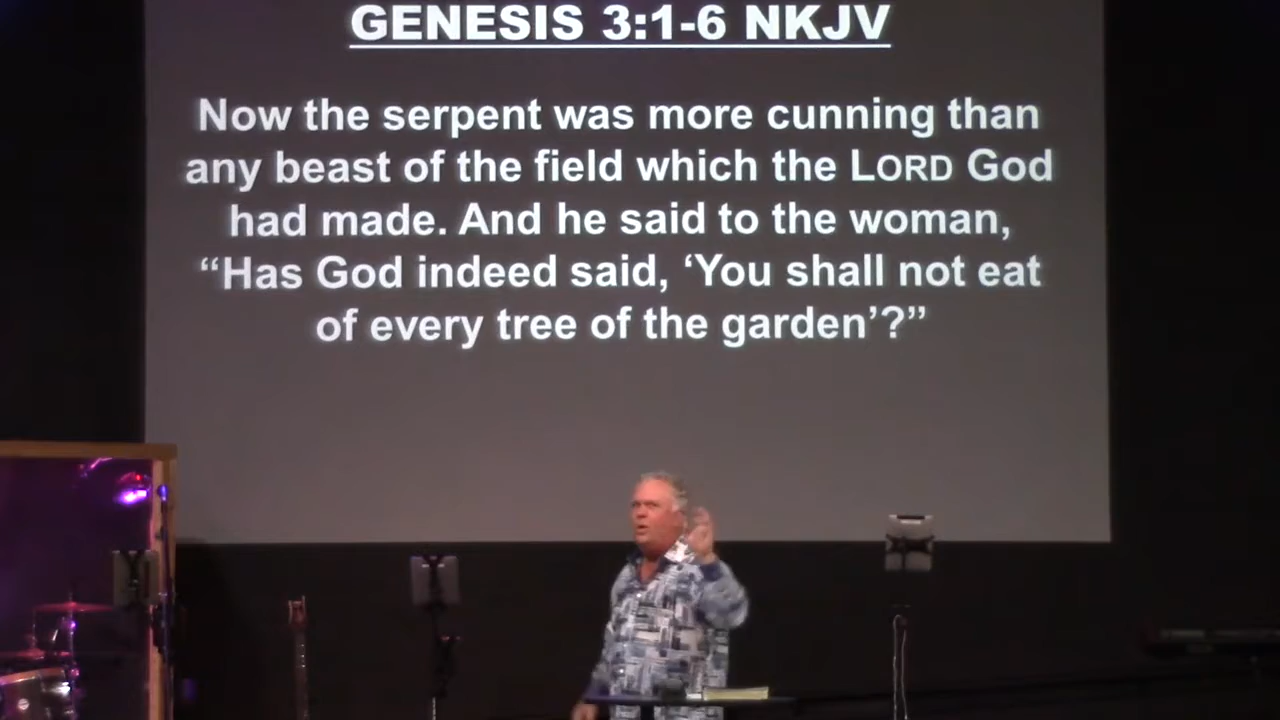 GENESIS 3:1-6 NKJV
Now the serpent was more cunning than
any beast of the field which the LORD God
had made. And he said to the woman,
“Has God indeed said, ‘You shall not eat
of every tree of the garden’?”